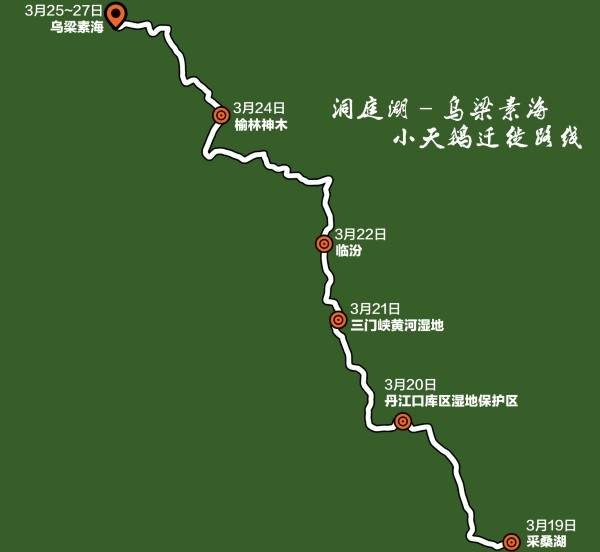 3月25~27日
乌梁素海
3月24日
榆林神木
洞庭湖 - 乌梁素海
小天鹅迁徙路线
3月22日
临汾
3月21日
三门峡黄河湿地
3月20日
丹江口库区湿地保护区
3月19日
采桑湖